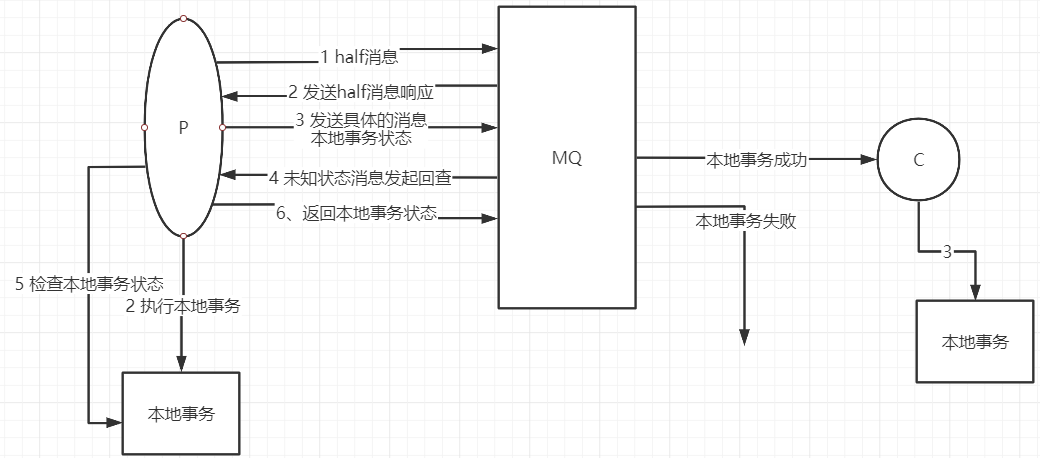 P
1 half消息
2 发送half消息响应
3 发送具体的消息
本地事务状态
4 未知状态消息发起回查
6、返回本地事务状态
MQ
本地事务成功
C
本地事务失败
3
5 检查本地事务状态
2 执行本地事务
本地事务
本地事务